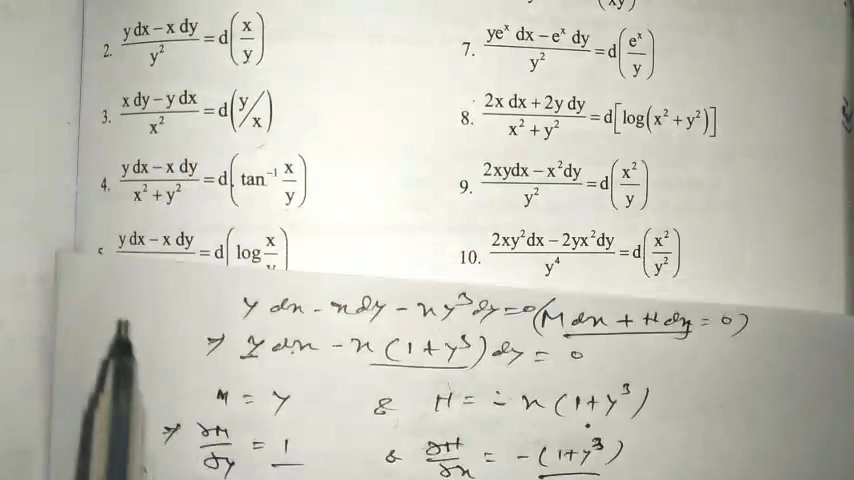 2. y dx − x dy / y² = d(x/y)
3. x dy − y dx / x² = d(y/x)
4. y dx − x dy / x² + y² = d(tan⁻¹ x/y)
y dx − x dy = d(log x/y)
7. yeˣ dx − eˣ dy / y² = d(eˣ/y)
8. 2x dx + 2y dy / x² + y² = d[log(x² + y²)]
9. 2xydx − x²dy / y² = d(x²/y)
10. 2xy²dx − 2yx²dy / y⁴ = d(x²/y²)
y dx - x dy - x y³ dy = 0 (M dx + N dy = 0)
⇒ y dx - x (1 + y³) dy = 0
M = y & N = - x (1 + y³)
⇒ ∂M/∂y = 1 & ∂N/∂x = - (1 + y³)